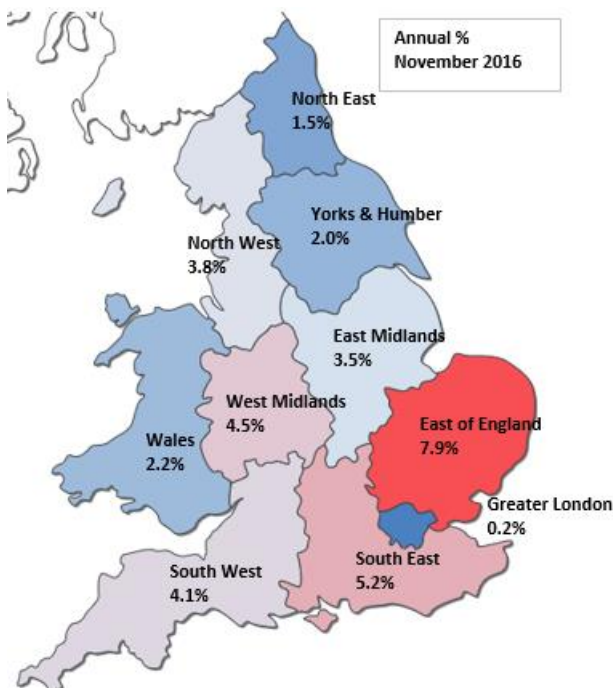 Annual %
November 2016
North East
1.5%
Yorks & Humber
2.0%
North West
3.8%
East Midlands
3.5%
West Midlands
4.5%
East of England
7.9%
Wales
2.2%
Greater London
0.2%
South East
5.2%
South West
4.1%